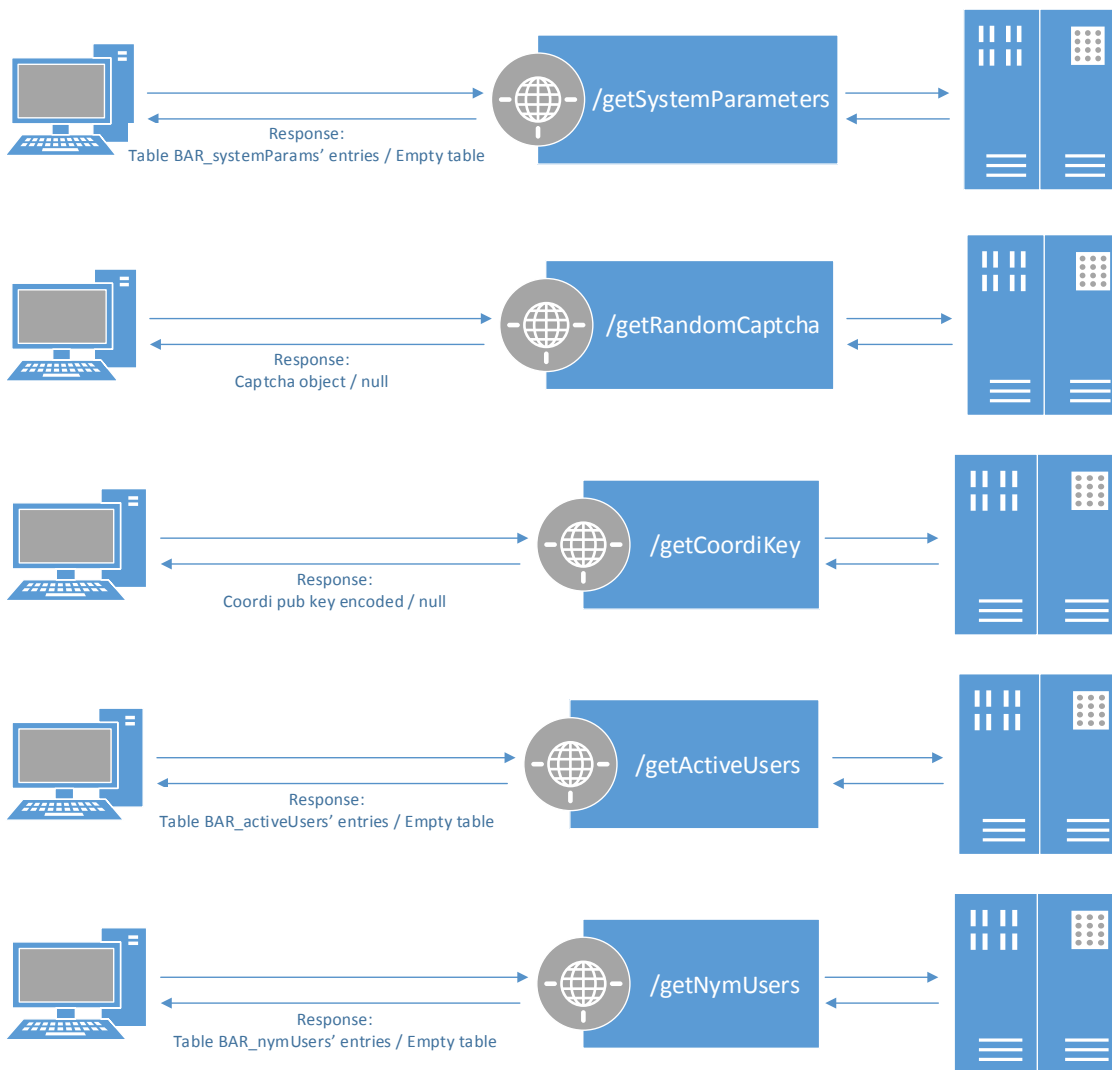 /getSystemParameters
Response:
Table BAR_systemParams’ entries / Empty table
/getRandomCaptcha
Response:
Captcha object / null
/getCoordiKey
Response:
Coordi pub key encoded / null
/getActiveUsers
Response:
Table BAR_activeUsers’ entries / Empty table
/getNymUsers
Response:
Table BAR_nymUsers’ entries / Empty table